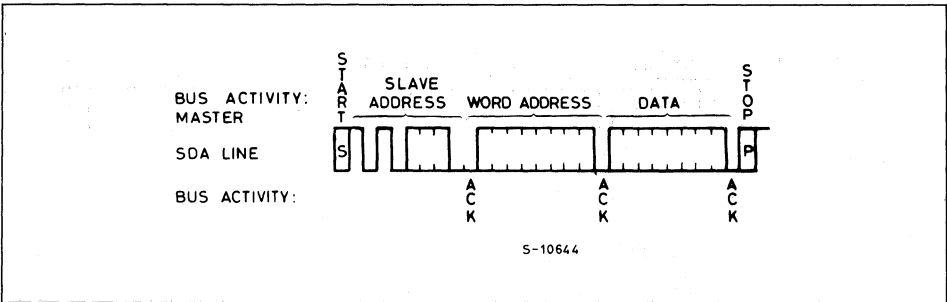 START
STOP
SLAVE
BUS ACTIVITY: ADDRESS WORD ADDRESS DATA
MASTER
SDA LINE S P
BUS ACTIVITY:
ACK ACK ACK
S-10644